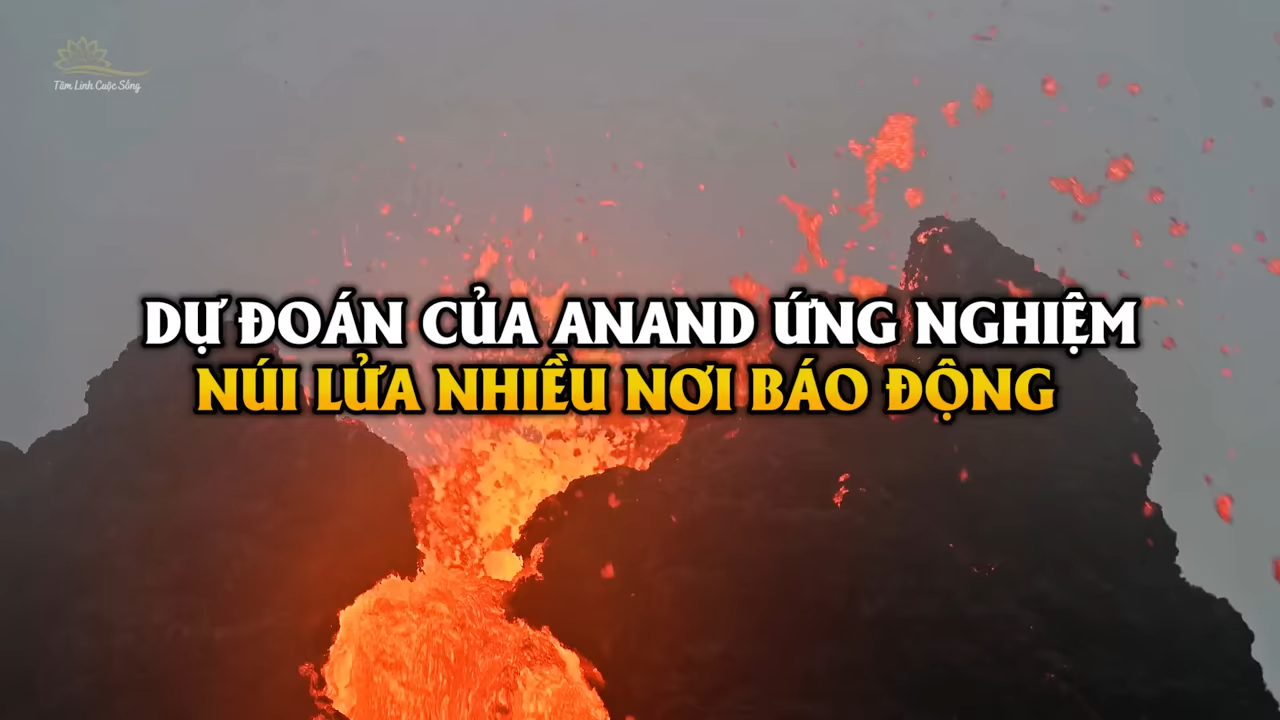 Tâm Linh Cuộc Sống
DỰ ĐOÁN CỦA ANAND ỨNG NGHIỆM
NÚI LỬA NHIỀU NƠI BÁO ĐỘNG